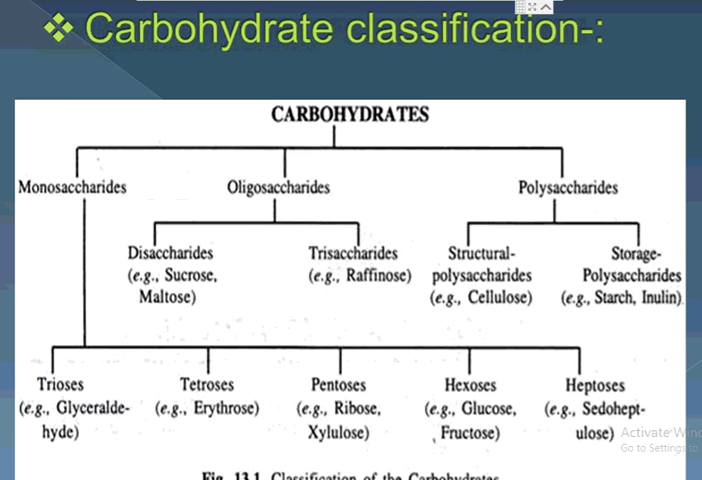 ❖ Carbohydrate classification-:
CARBOHYDRATES
Monosaccharides
Oligosaccharides
Polysaccharides
Disaccharides
(e.g., Sucrose,
Maltose)
Trisaccharides
(e.g., Raffinose)
Structural-
polysaccharides
(e.g., Cellulose)
Storage-
Polysaccharides
(e.g., Starch, Inulin)
Trioses
(e.g., Glyceralde-
hyde)
Tetroses
(e.g., Erythrose)
Pentoses
(e.g., Ribose,
Xylulose)
Hexoses
(e.g., Glucose,
Fructose)
Heptoses
(e.g., Sedohept-
ulose)
Activate Wind
Go to Settings to
Fig. 13.1 Classification of the Carbohydrates